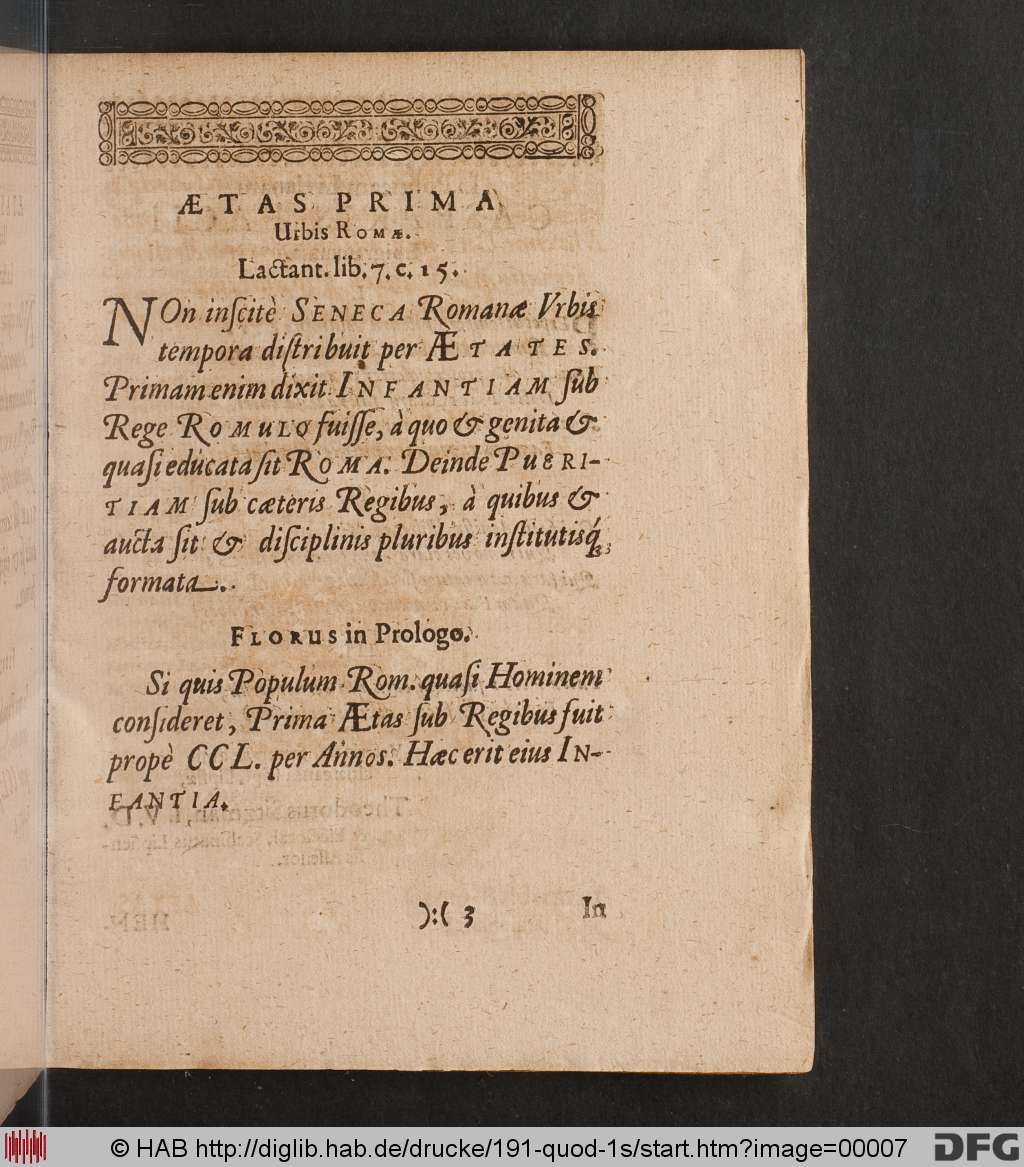 ÆTAS PRIMA
Urbis ROMÆ.
Lactant. lib. 7. c. 15.
NOn inſcitè SENECA Romanæ Vrbis
tempora diſtribuit per ÆTATES.
Primam enim dixit INFANTIAM ſub
Rege ROMULO fuiſſe, à quo & genita &
quaſi educata ſit ROMA. Deinde PUERI-
TIAM ſub cæteris Regibus, à quibus &
aucta ſit & diſciplinis pluribus inſtitutisq́;
formata.
FLORUS in Prologo.
Si quis Populum Rom. quaſi Hominem
conſideret, Prima Ætas ſub Regibus fuit
propè CCL. per Annos. Hæc erit eius IN-
FANTIA.
):( 3 In
© HAB http://diglib.hab.de/drucke/191-quod-1s/start.htm?image=00007 DFG